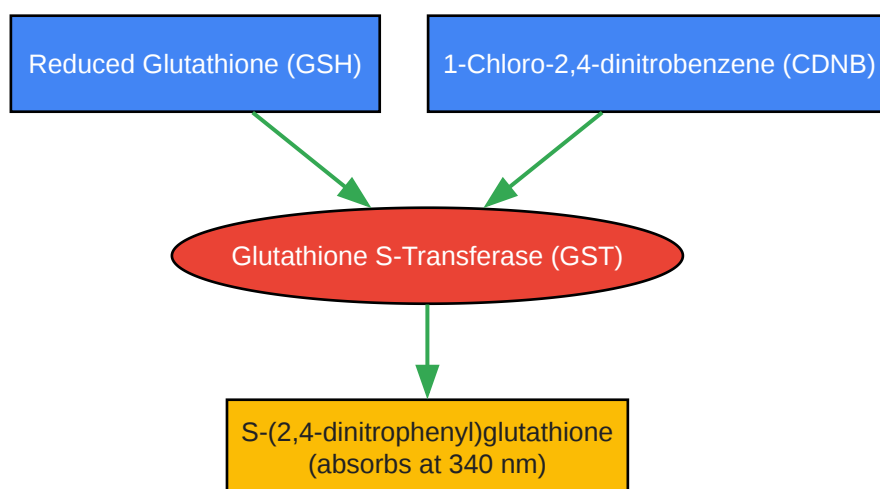 Reduced Glutathione (GSH)
1-Chloro-2,4-dinitrobenzene (CDNB)
Glutathione S-Transferase (GST)
S-(2,4-dinitrophenyl)glutathione
(absorbs at 340 nm)